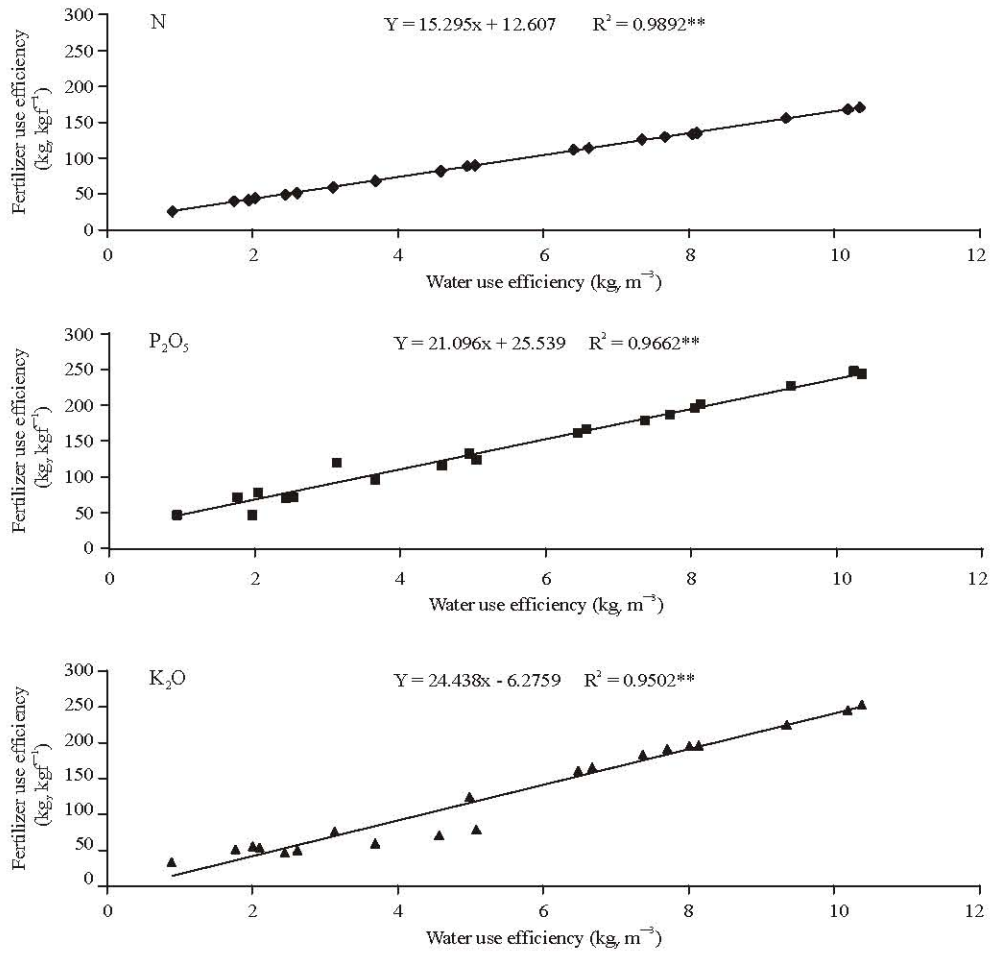 N
Y = 15.295x + 12.607 R² = 0.9892**
Fertilizer use efficiency
(kg, kgf⁻¹)
300
250
200
150
100
50
0
0 2 4 6 8 10 12
Water use efficiency (kg, m⁻³)
P₂O₅
Y = 21.096x + 25.539 R² = 0.9662**
Fertilizer use efficiency
(kg, kgf⁻¹)
300
250
200
150
100
50
0
0 2 4 6 8 10 12
Water use efficiency (kg, m⁻³)
K₂O
Y = 24.438x - 6.2759 R² = 0.9502**
Fertilizer use efficiency
(kg, kgf⁻¹)
300
250
200
150
100
50
0
0 2 4 6 8 10 12
Water use efficiency (kg, m⁻³)